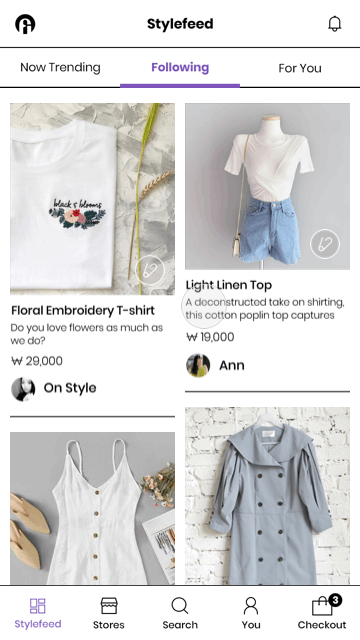 Stylefeed
Now Trending
Following
For You
black & blooms
Floral Embroidery T-shirt
Do you love flowers as much as
we do?
₩ 29,000
On Style
Light Linen Top
A deconstructed take on shirting,
this cotton poplin top captures
₩ 19,000
Ann
Stylefeed
Stores
Search
You
3
Checkout